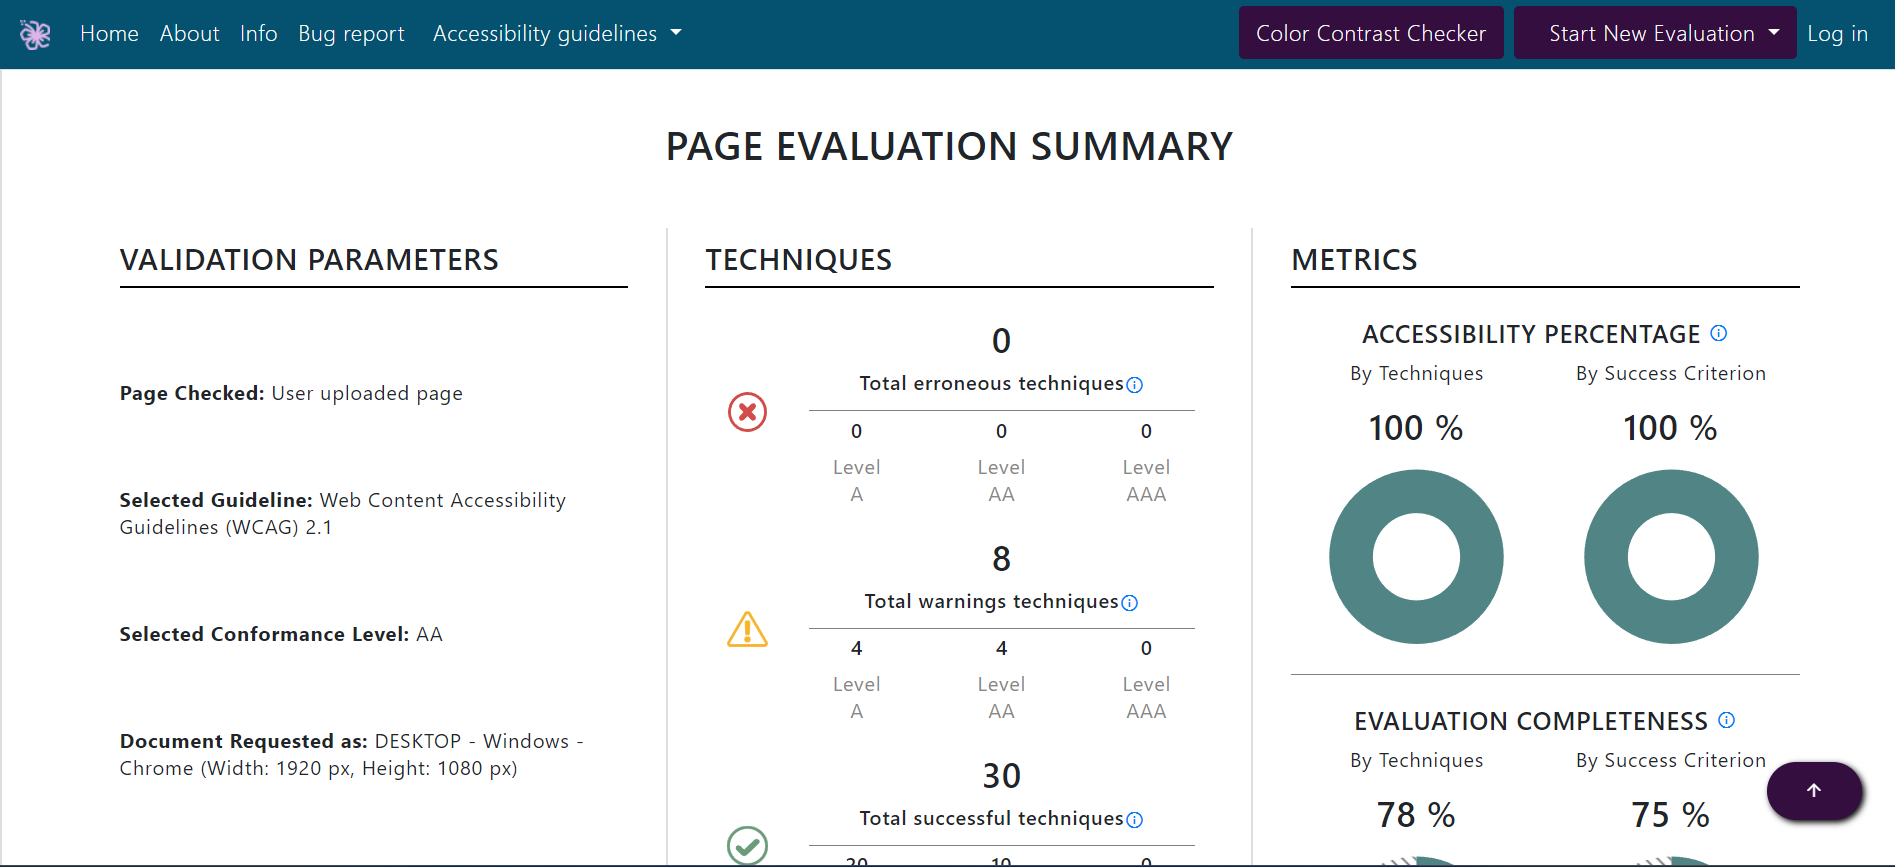 Home About Info Bug report Accessibility guidelines Color Contrast Checker Start New Evaluation Log in
PAGE EVALUATION SUMMARY
VALIDATION PARAMETERS
Page Checked: User uploaded page
Selected Guideline: Web Content Accessibility
Guidelines (WCAG) 2.1
Selected Conformance Level: AA
Document Requested as: DESKTOP - Windows -
Chrome (Width: 1920 px, Height: 1080 px)
TECHNIQUES
0
Total erroneous techniques
0 0 0
Level Level Level
A AA AAA
8
Total warnings techniques
4 4 0
Level Level Level
A AA AAA
30
Total successful techniques
20 10 0
METRICS
ACCESSIBILITY PERCENTAGE
By Techniques By Success Criterion
100 % 100 %
EVALUATION COMPLETENESS
By Techniques By Success Criterion
78 % 75 %